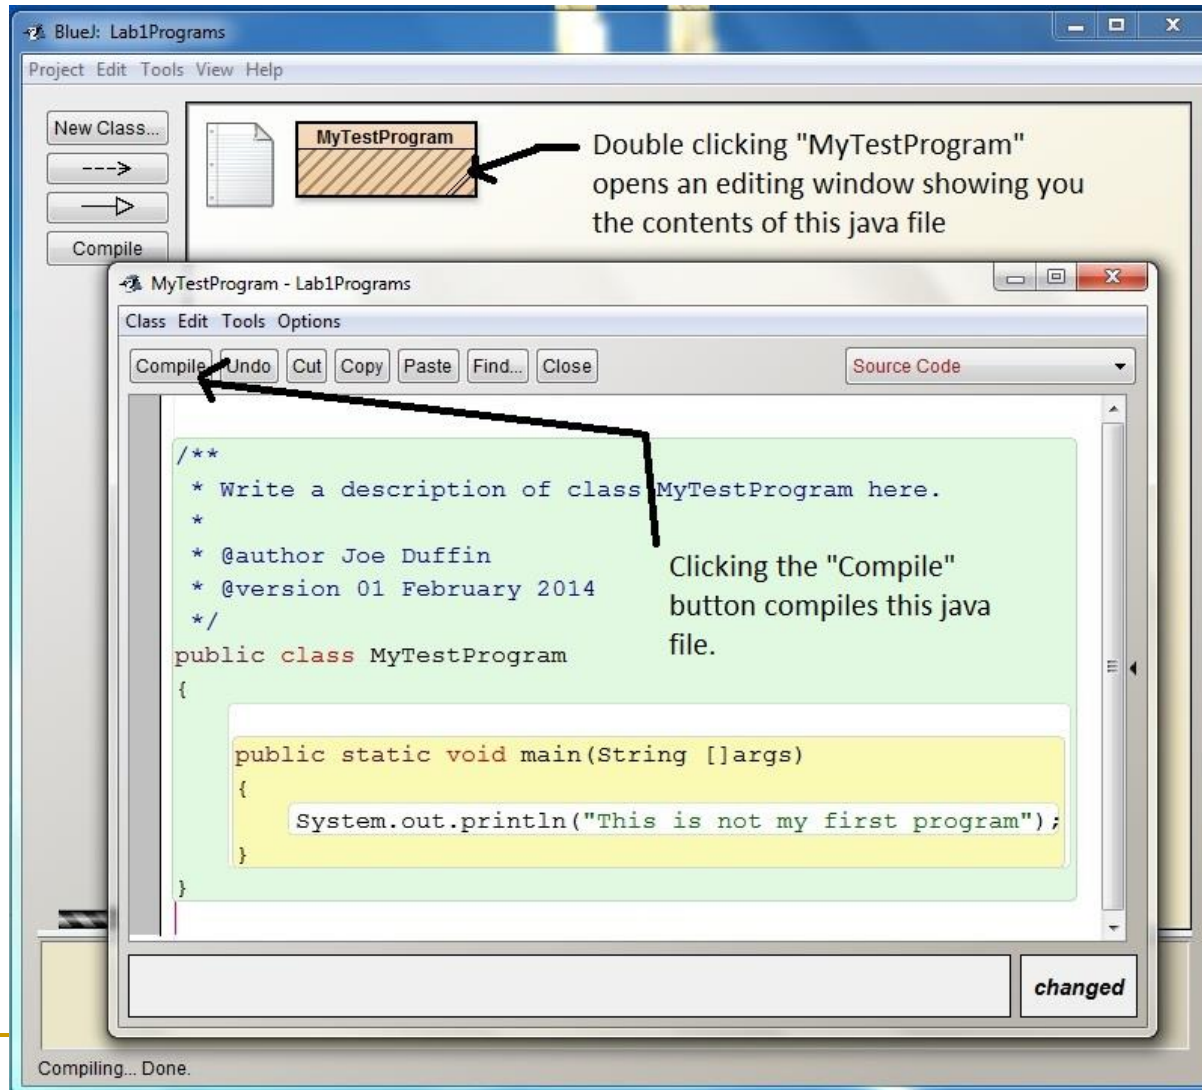 BlueJ: Lab1Programs
Project Edit Tools View Help
New Class...
MyTestProgram
Double clicking "MyTestProgram"
opens an editing window showing you
the contents of this java file
Compile
MyTestProgram - Lab1Programs
Class Edit Tools Options
Compile Undo Cut Copy Paste Find... Close Source Code
/**
* Write a description of class MyTestProgram here.
*
* @author Joe Duffin
* @version 01 February 2014
*/
Clicking the "Compile"
button compiles this java
file.
public class MyTestProgram
{
public static void main(String []args)
{
System.out.println("This is not my first program");
}
}
changed
Compiling... Done.